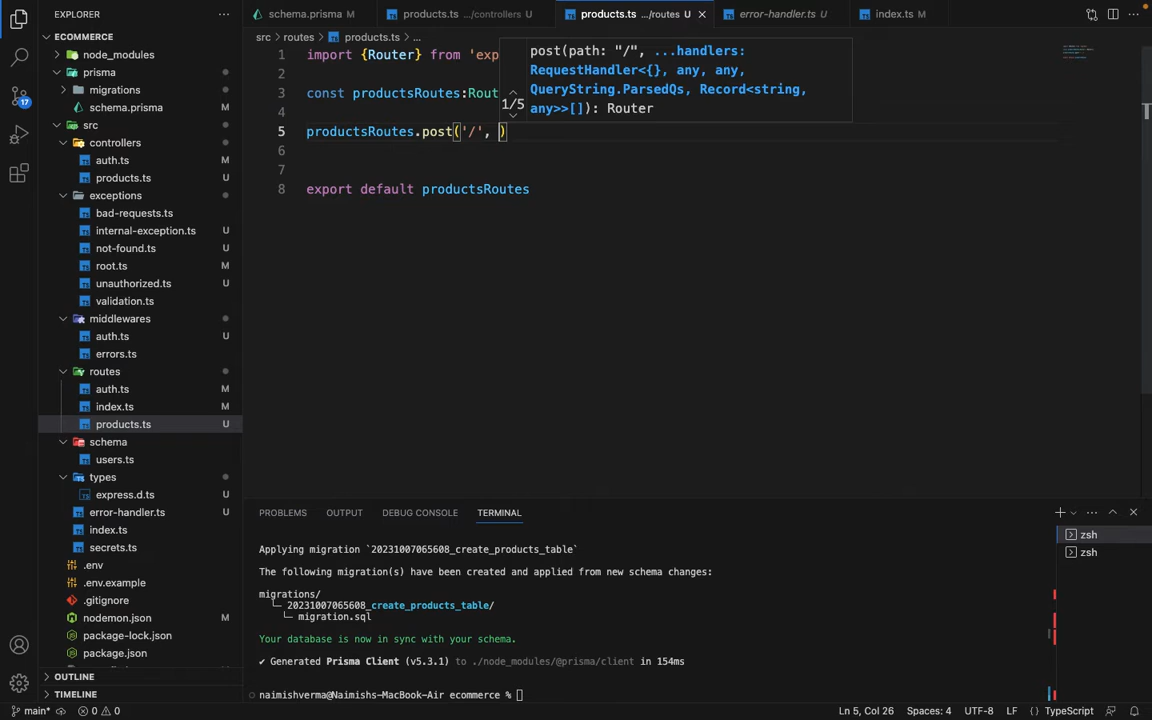 EXPLORER
ECOMMERCE
node_modules
prisma
migrations
schema.prisma
src
controllers
auth.ts M
products.ts U
exceptions
bad-requests.ts
internal-exception.ts U
not-found.ts U
root.ts M
unauthorized.ts U
validation.ts
middlewares
auth.ts U
errors.ts
routes
auth.ts M
index.ts M
products.ts U
schema
users.ts
types
express.d.ts U
error-handler.ts U
index.ts
secrets.ts
.env
.env.example
.gitignore
nodemon.json M
package-lock.json
package.json
OUTLINE
TIMELINE
17
schema.prisma M
products.ts .../controllers U
products.ts .../routes U
error-handler.ts U
index.ts M
src > routes > products.ts > ...
1 import {Router} from 'exp
2
3 const productsRoutes:Rout
4
5 productsRoutes.post('/', )
6
7
8 export default productsRoutes
1/5
post(path: "/", ...handlers:
RequestHandler<{}, any, any,
QueryString.ParsedQs, Record<string,
any>>[]): Router
PROBLEMS OUTPUT DEBUG CONSOLE TERMINAL
Applying migration `20231007065608_create_products_table`
The following migration(s) have been created and applied from new schema changes:
migrations/
└─ 20231007065608_create_products_table/
└─ migration.sql
Your database is now in sync with your schema.
✔ Generated Prisma Client (v5.3.1) to ./node_modules/@prisma/client in 154ms
naimishverma@Naimishs-MacBook-Air ecommerce %
zsh
zsh
main* 0 0 Ln 5, Col 26 Spaces: 4 UTF-8 LF {} TypeScript